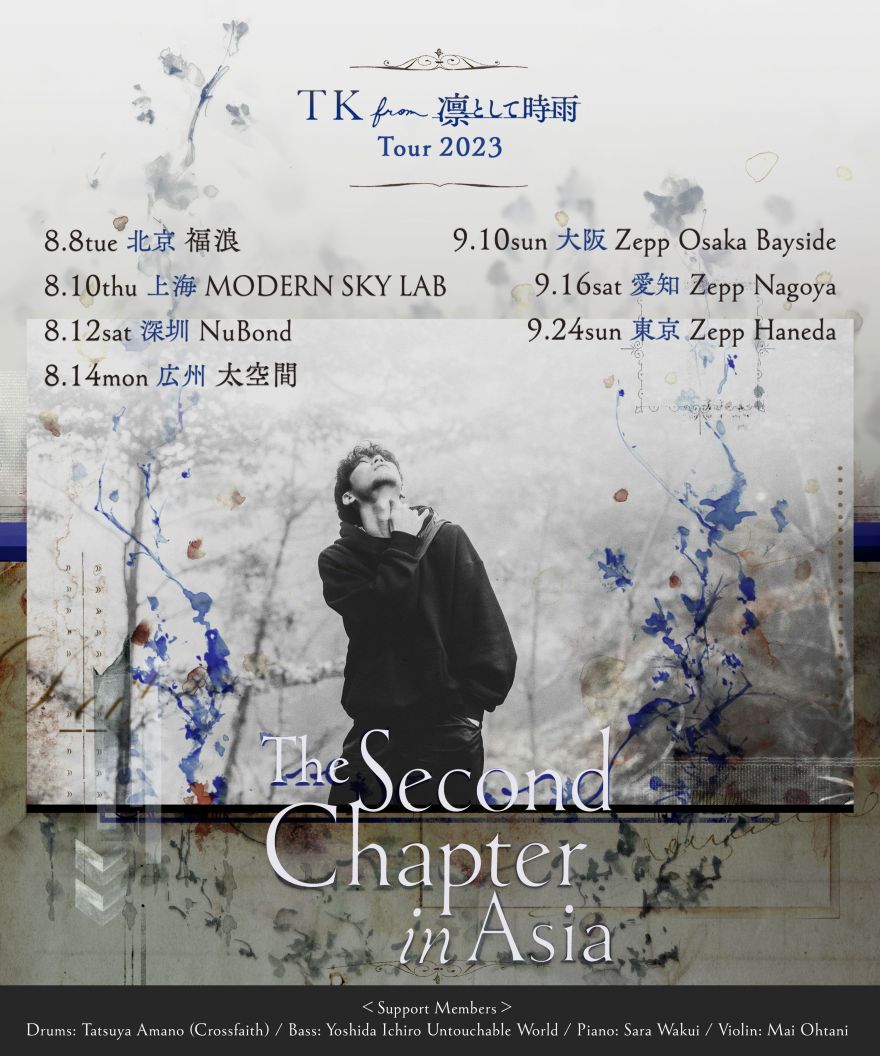 TK from 凛として時雨
Tour 2023
8.8tue 北京 福浪
8.10thu 上海 MODERN SKY LAB
8.12sat 深圳 NuBond
8.14mon 広州 太空間
9.10sun 大阪 Zepp Osaka Bayside
9.16sat 愛知 Zepp Nagoya
9.24sun 東京 Zepp Haneda
The Second
Chapter
in Asia
<Support Members>
Drums: Tatsuya Amano (Crossfaith) / Bass: Yoshida Ichiro Untouchable World / Piano: Sara Wakui / Violin: Mai Ohtani